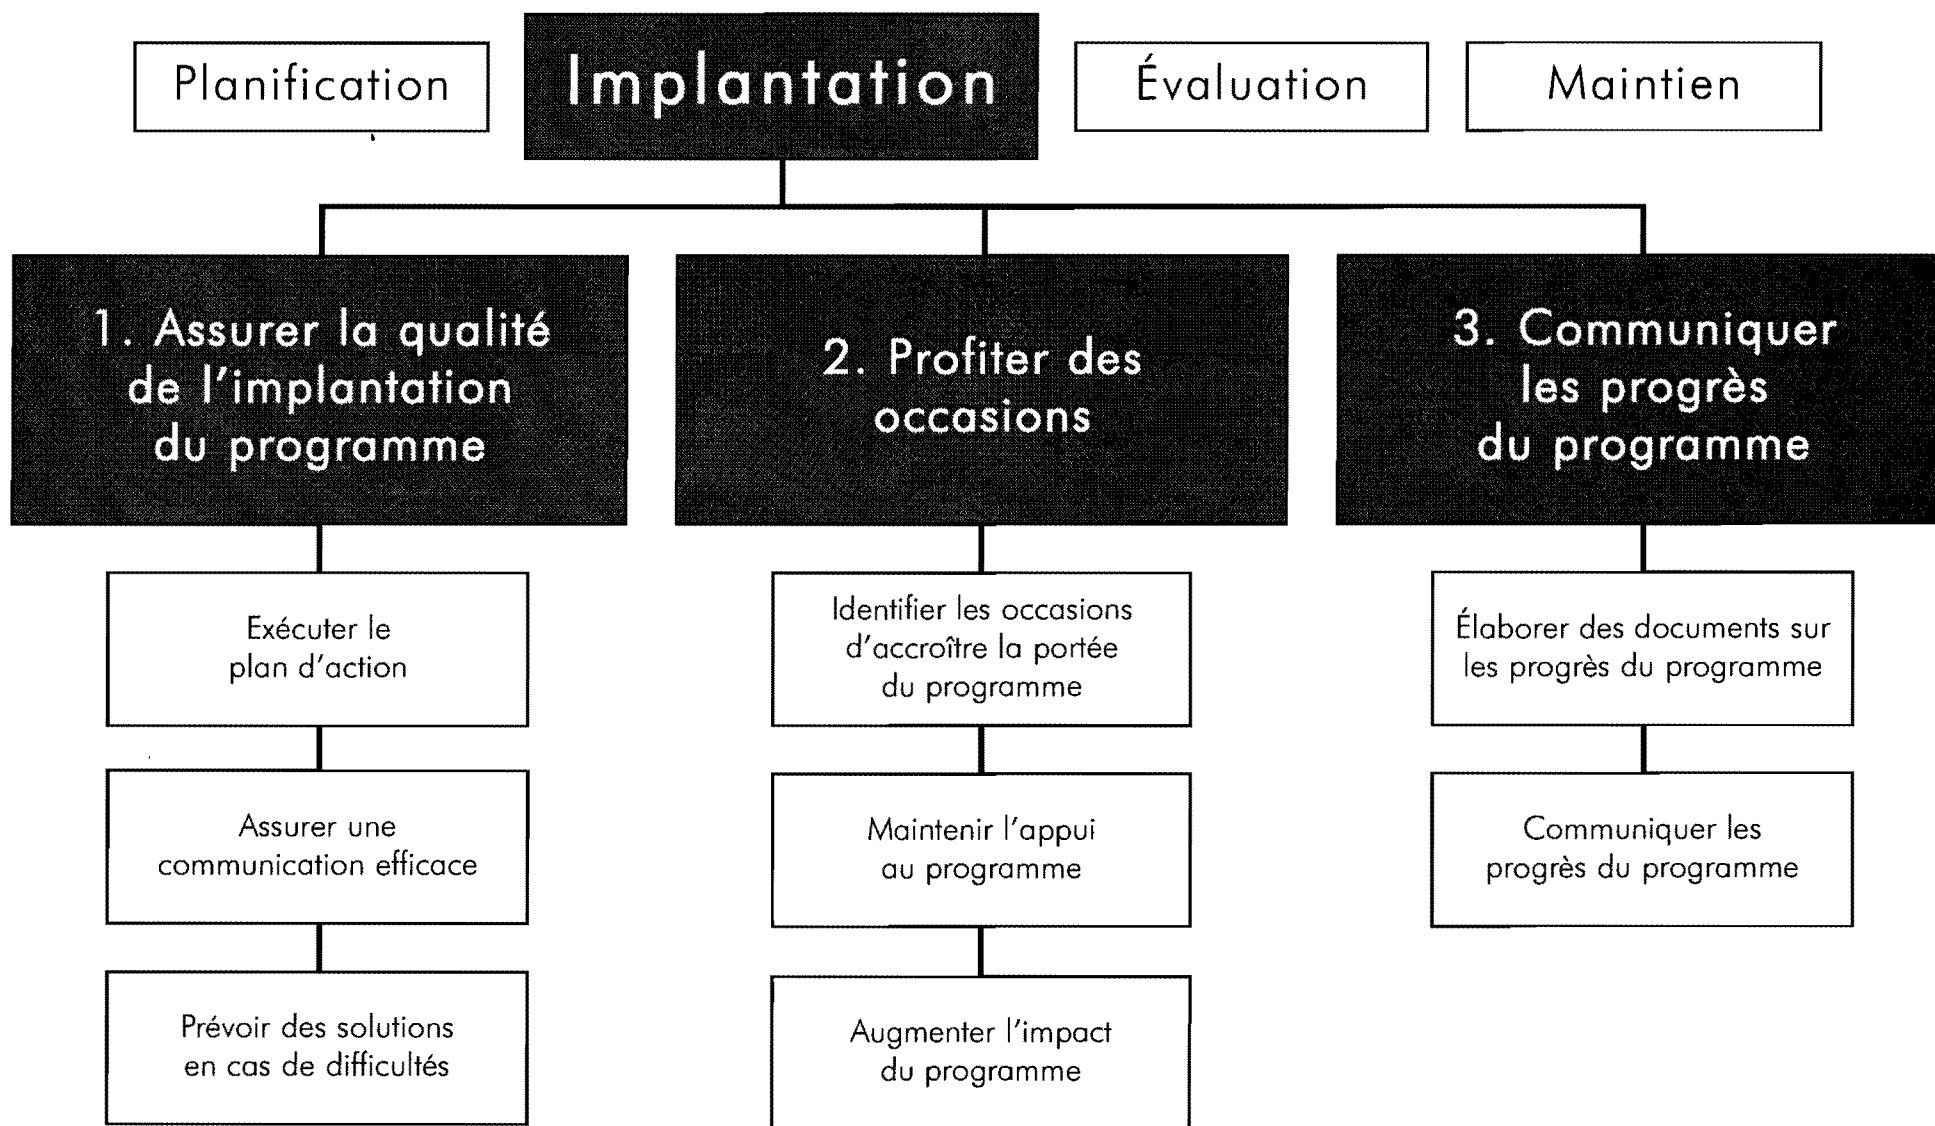 Planification
Implantation
Évaluation
Maintien
1. Assurer la qualité
de l'implantation
du programme
2. Profiter des
occasions
3. Communiquer
les progrès
du programme
Exécuter le
plan d'action
Assurer une
communication efficace
Prévoir des solutions
en cas de difficultés
Identifier les occasions
d'accroître la portée
du programme
Maintenir l'appui
au programme
Augmenter l'impact
du programme
Élaborer des documents sur
les progrès du programme
Communiquer les
progrès du programme